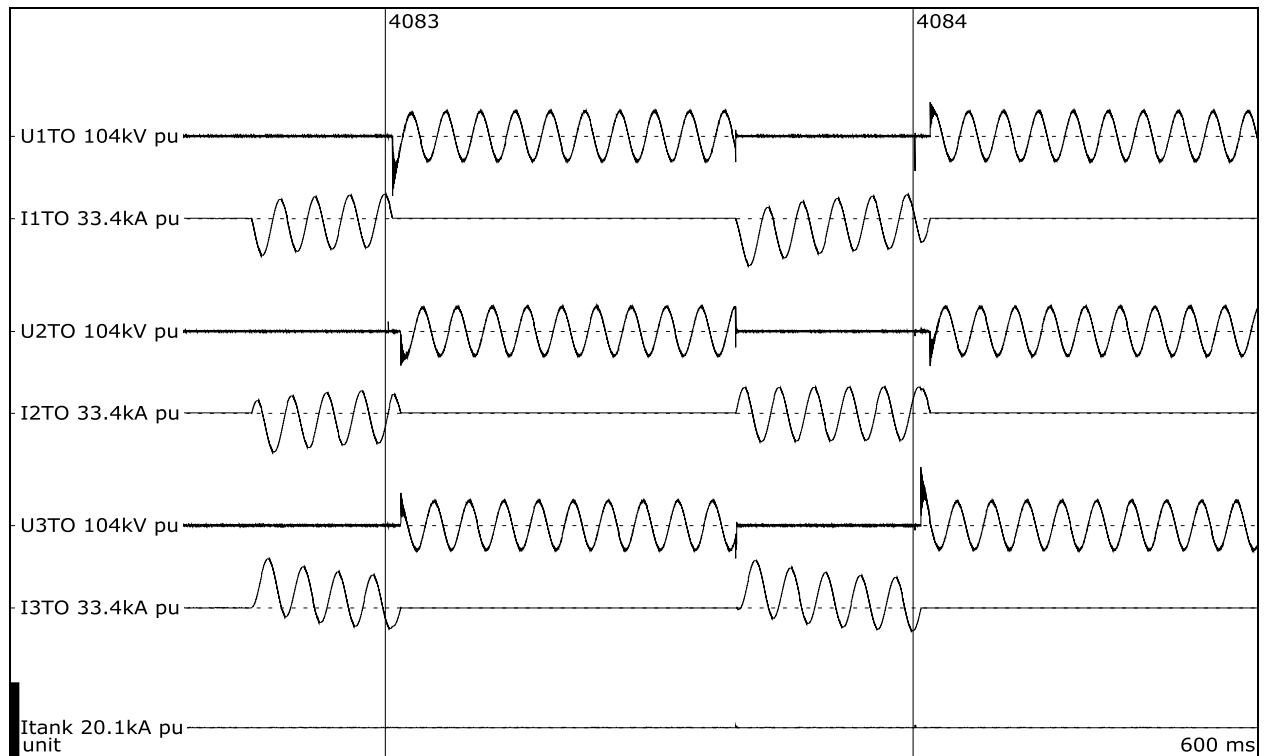 4083
4084
U1TO 104kV pu
I1TO 33.4kA pu
U2TO 104kV pu
I2TO 33.4kA pu
U3TO 104kV pu
I3TO 33.4kA pu
Itank 20.1kA pu
unit
600 ms